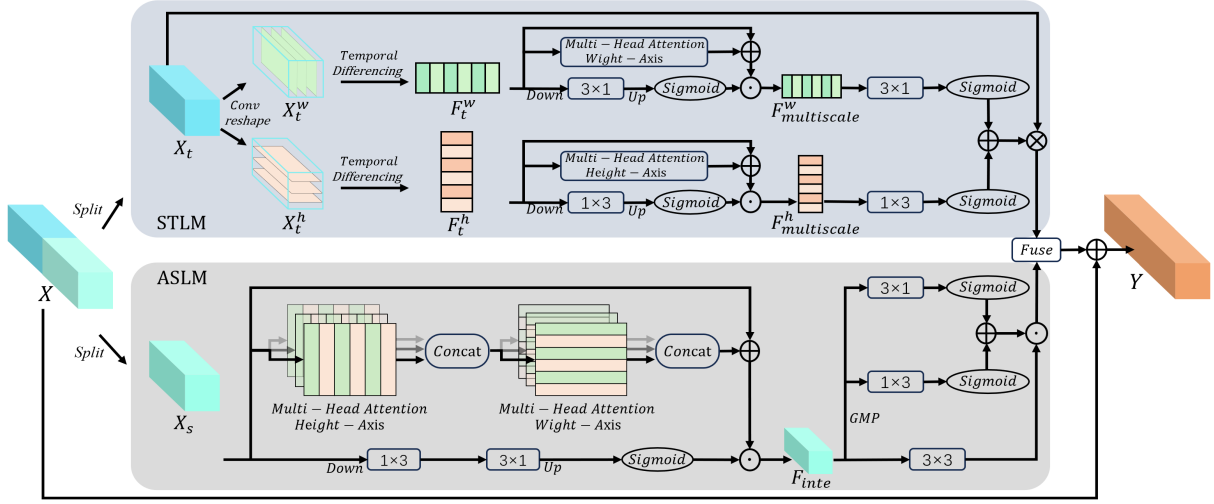 X_t^w
Temporal
Differencing
F_t^w
Multi-Head Attention
Wight-Axis
Down
3×1
Up
Sigmoid
⊙
F_multiscale^w
3×1
Sigmoid
Conv
reshape
X_t
X_t^h
Temporal
Differencing
F_t^h
Multi-Head Attention
Height-Axis
Down
1×3
Up
Sigmoid
F_multiscale^h
1×3
Sigmoid
Split
STLM
X
Split
Fuse
Y
ASLM
X_s
Multi-Head Attention
Height-Axis
Concat
Multi-Head Attention
Wight-Axis
Concat
Down
1×3
3×1
Up
Sigmoid
F_inte
GMP
3×1
Sigmoid
1×3
Sigmoid
3×3